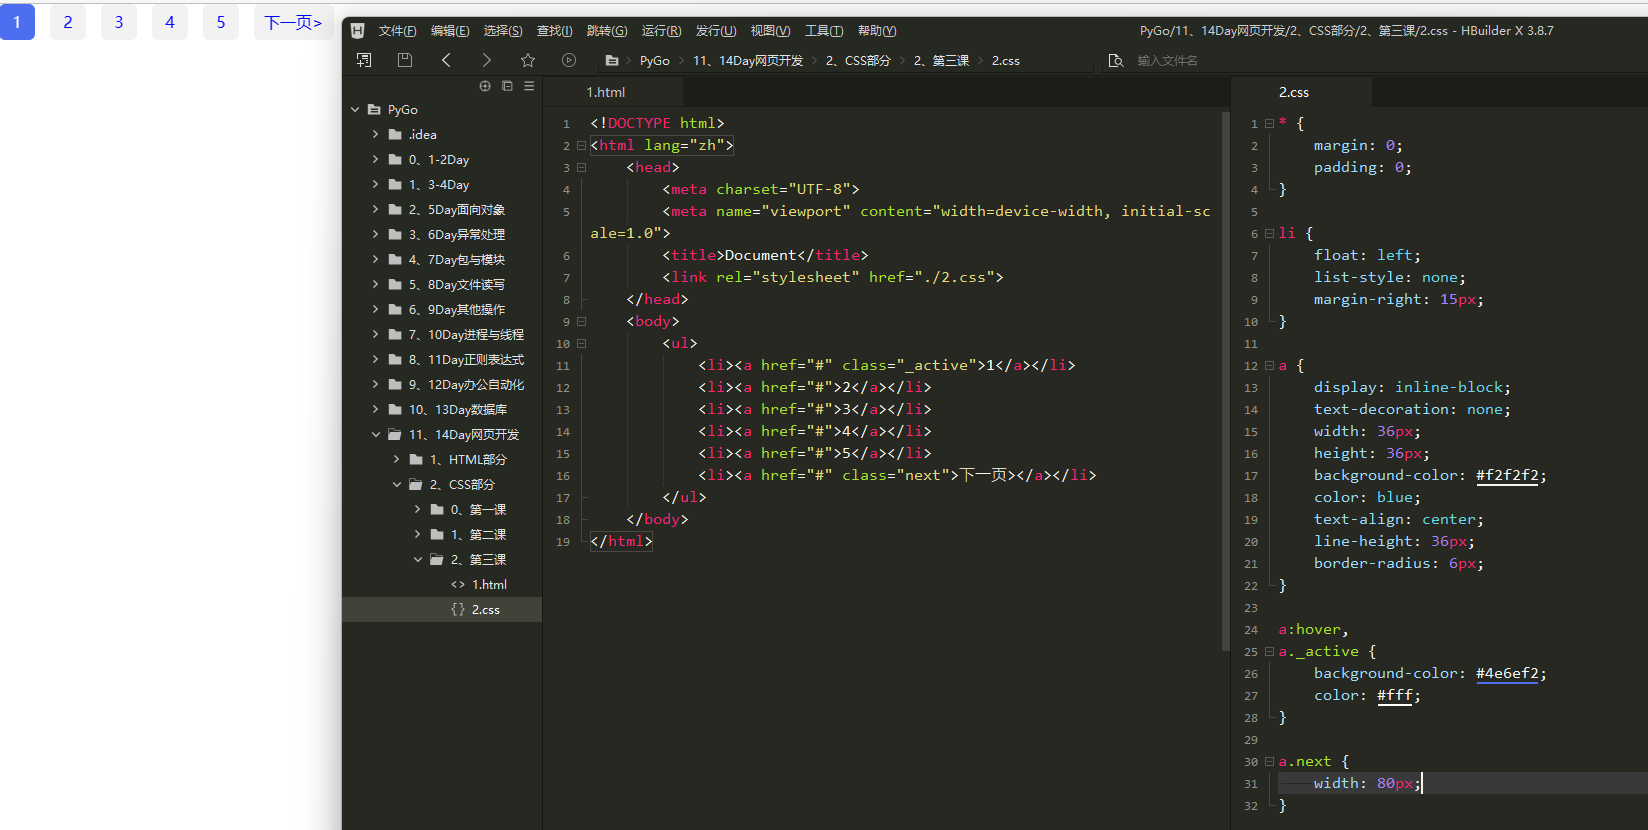 1 2 3 4 5 下一页>
文件(F) 编辑(E) 选择(S) 查找(I) 跳转(G) 运行(R) 发行(U) 视图(V) 工具(T) 帮助(Y)
PyGo/11、14Day网页开发/2、CSS部分/2、第三课/2.css - HBuilder X 3.8.7
PyGo 11、14Day网页开发 2、CSS部分 2、第三课 2.css
输入文件名
PyGo
.idea
0、1-2Day
1、3-4Day
2、5Day面向对象
3、6Day异常处理
4、7Day包与模块
5、8Day文件读写
6、9Day其他操作
7、10Day进程与线程
8、11Day正则表达式
9、12Day办公自动化
10、13Day数据库
11、14Day网页开发
1、HTML部分
2、CSS部分
0、第一课
1、第二课
2、第三课
<> 1.html
{} 2.css
1.html
1 <!DOCTYPE html>
2 <html lang="zh">
3 <head>
4 <meta charset="UTF-8">
5 <meta name="viewport" content="width=device-width, initial-sc
ale=1.0">
6 <title>Document</title>
7 <link rel="stylesheet" href="./2.css">
8 </head>
9 <body>
10 <ul>
11 <li><a href="#" class="_active">1</a></li>
12 <li><a href="#">2</a></li>
13 <li><a href="#">3</a></li>
14 <li><a href="#">4</a></li>
15 <li><a href="#">5</a></li>
16 <li><a href="#" class="next">下一页></a></li>
17 </ul>
18 </body>
19 </html>
2.css
1 * {
2 margin: 0;
3 padding: 0;
4 }
5
6 li {
7 float: left;
8 list-style: none;
9 margin-right: 15px;
10 }
11
12 a {
13 display: inline-block;
14 text-decoration: none;
15 width: 36px;
16 height: 36px;
17 background-color: #f2f2f2;
18 color: blue;
19 text-align: center;
20 line-height: 36px;
21 border-radius: 6px;
22 }
23
24 a:hover,
25 a._active {
26 background-color: #4e6ef2;
27 color: #fff;
28 }
29
30 a.next {
31 width: 80px;
32 }